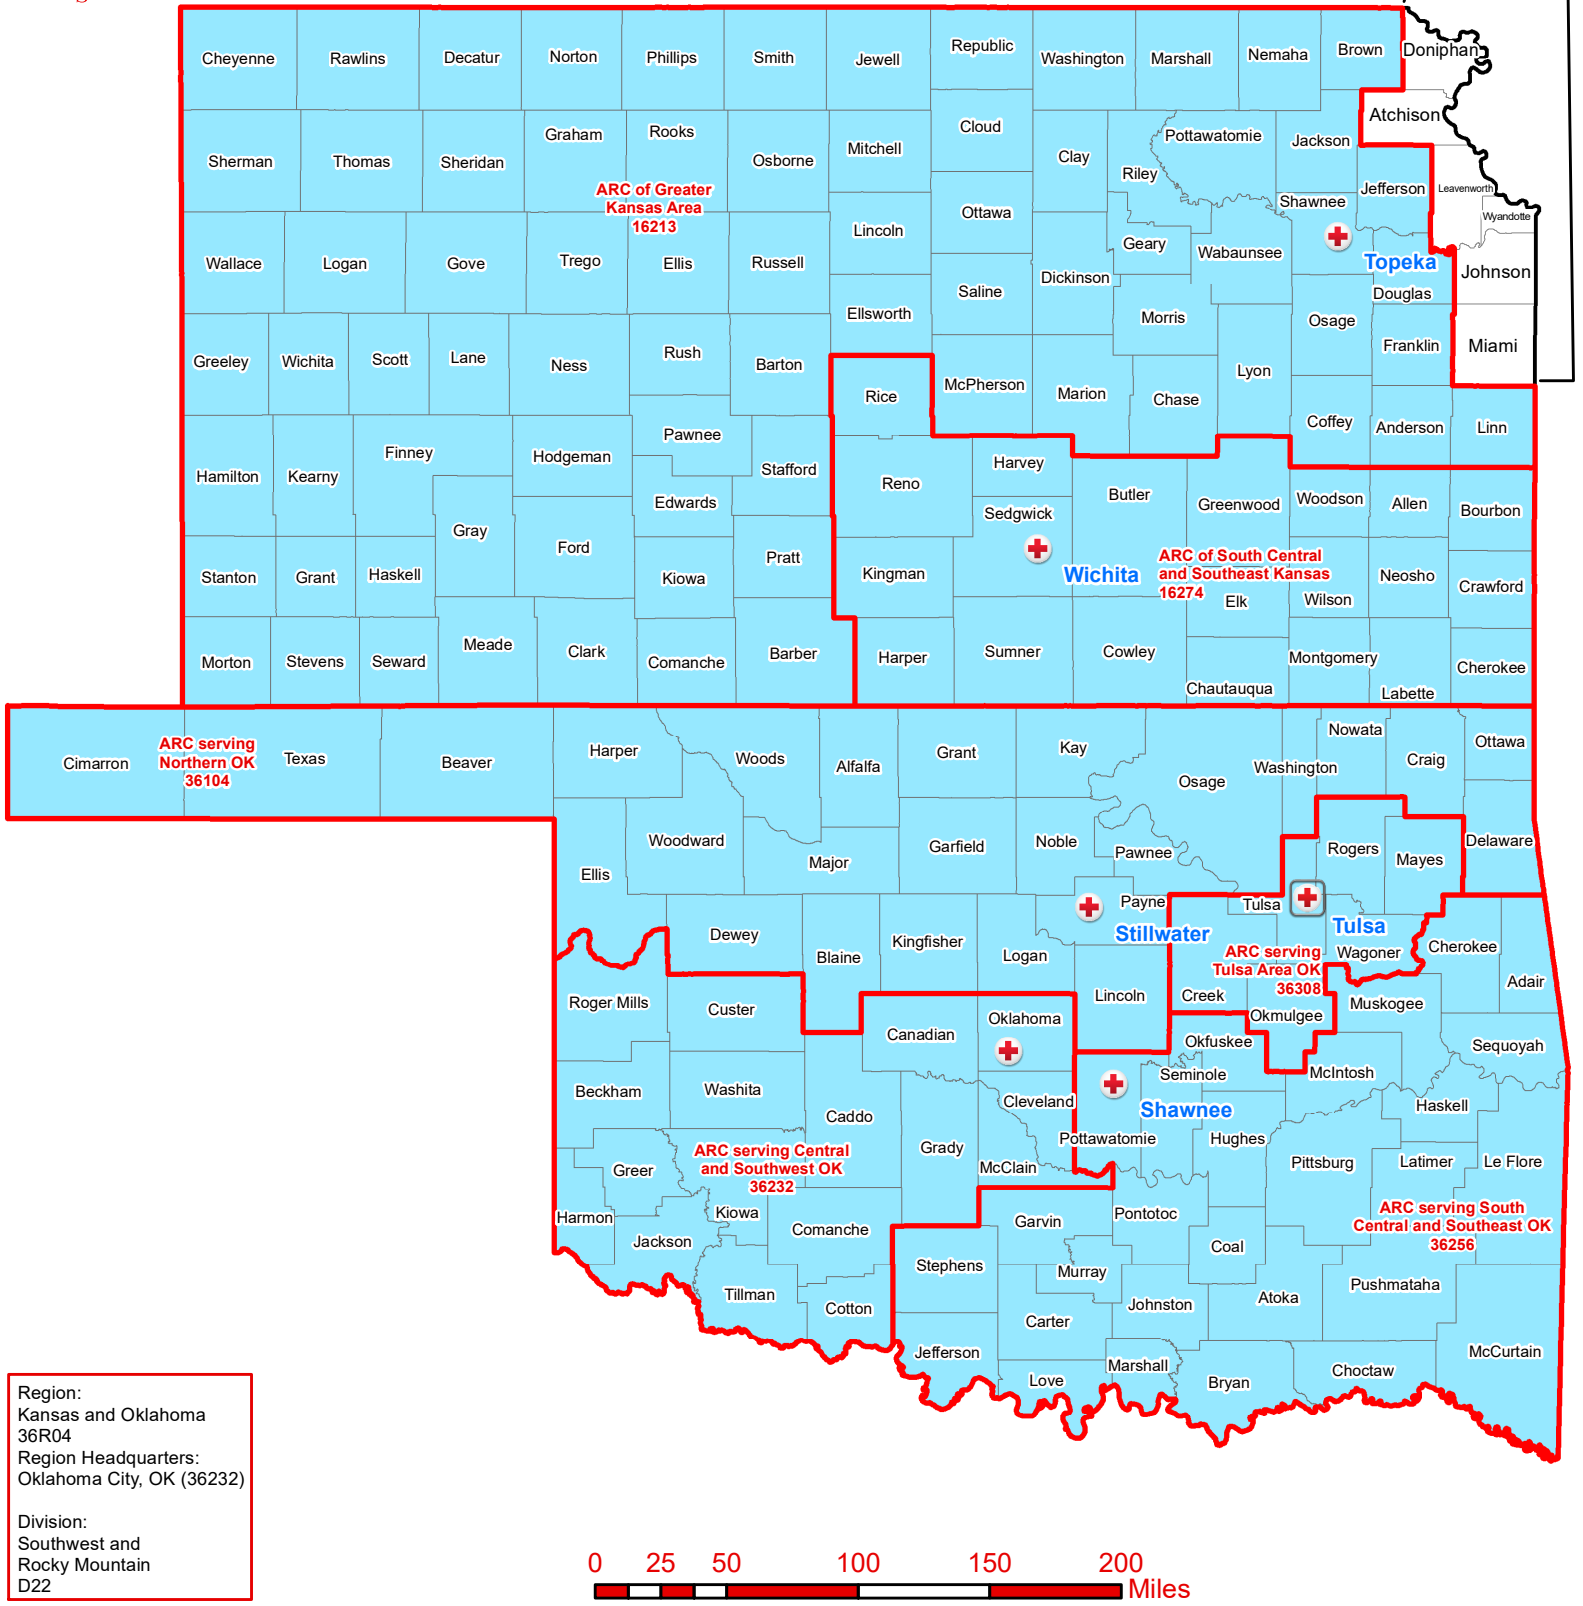 Cheyenne
Rawlins
Decatur
Norton
Phillips
Smith
Jewell
Republic
Washington
Marshall
Nemaha
Brown
Doniphan
Atchison
Sherman
Thomas
Sheridan
Graham
Rooks
Osborne
Mitchell
Cloud
Clay
Riley
Pottawatomie
Jackson
Jefferson
Leavenworth
Wyandotte
Shawnee
ARC of Greater
Kansas Area
16213
Lincoln
Ottawa
Geary
Wabaunsee
Topeka
Johnson
Douglas
Wallace
Logan
Gove
Trego
Ellis
Russell
Ellsworth
Saline
Dickinson
Morris
Osage
Franklin
Miami
Greeley
Wichita
Scott
Lane
Ness
Rush
Barton
Rice
McPherson
Marion
Chase
Lyon
Coffey
Anderson
Linn
Hamilton
Kearny
Finney
Hodgeman
Pawnee
Stafford
Edwards
Reno
Harvey
Sedgwick
Butler
Greenwood
Woodson
Allen
Bourbon
Gray
Ford
Kiowa
Pratt
Kingman
Wichita
ARC of South Central
and Southeast Kansas
16274
Elk
Wilson
Neosho
Crawford
Stanton
Grant
Haskell
Morton
Stevens
Seward
Meade
Clark
Comanche
Barber
Harper
Sumner
Cowley
Chautauqua
Montgomery
Labette
Cherokee
Cimarron
ARC serving
Northern OK
36104
Texas
Beaver
Harper
Woods
Alfalfa
Grant
Kay
Osage
Washington
Nowata
Craig
Ottawa
Ellis
Woodward
Major
Garfield
Noble
Pawnee
Rogers
Mayes
Delaware
Dewey
Blaine
Kingfisher
Logan
Payne
Stillwater
Tulsa
Tulsa
Wagoner
Cherokee
Adair
ARC serving
Tulsa Area OK
36308
Lincoln
Creek
Okmulgee
Muskogee
Sequoyah
Roger Mills
Custer
Canadian
Oklahoma
Okfuskee
Seminole
McIntosh
Haskell
Beckham
Washita
Caddo
Cleveland
Shawnee
Pottawatomie
Hughes
Pittsburg
Latimer
Le Flore
Greer
ARC serving Central
and Southwest OK
36232
Grady
McClain
Harmon
Jackson
Kiowa
Comanche
Garvin
Pontotoc
Coal
ARC serving South
Central and Southeast OK
36256
Stephens
Murray
Johnston
Atoka
Pushmataha
Tillman
Cotton
Carter
Jefferson
Love
Marshall
Bryan
Choctaw
McCurtain
Region:
Kansas and Oklahoma
36R04
Region Headquarters:
Oklahoma City, OK (36232)
Division:
Southwest and
Rocky Mountain
D22
0 25 50 100 150 200
Miles